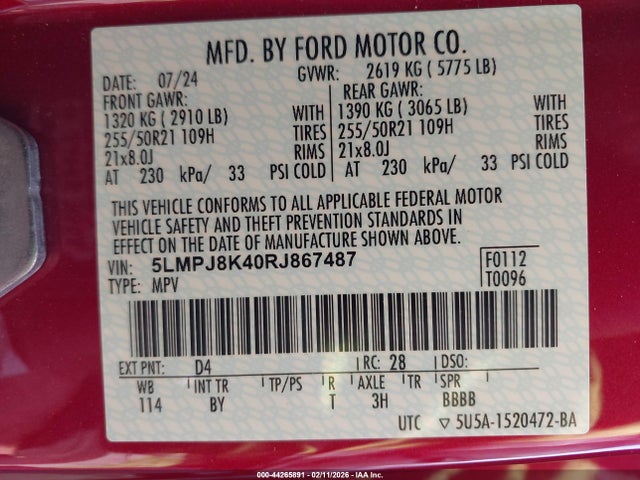 MFD. BY FORD MOTOR CO.
DATE: 07/24 GVWR: 2619 KG ( 5775 LB)
FRONT GAWR: REAR GAWR:
1320 KG ( 2910 LB) WITH 1390 KG ( 3065 LB) WITH
255/50R21 109H TIRES 255/50R21 109H TIRES
21x8.0J RIMS 21x8.0J RIMS
AT 230 kPa/ 33 PSI COLD AT 230 kPa/ 33 PSI COLD
THIS VEHICLE CONFORMS TO ALL APPLICABLE FEDERAL MOTOR
VEHICLE SAFETY AND THEFT PREVENTION STANDARDS IN
EFFECT ON THE DATE OF MANUFACTURE SHOWN ABOVE.
VIN: 5LMPJ8K40RJ867487 F0112
TYPE: MPV T0096
EXT PNT: D4 RC: 28 DSO:
WB INT TR TP/PS R AXLE TR SPR
114 BY T 3H BBBB
UTC ▽ 5U5A-1520472-BA
000-44265891 - 02/11/2026 - IAA Inc.